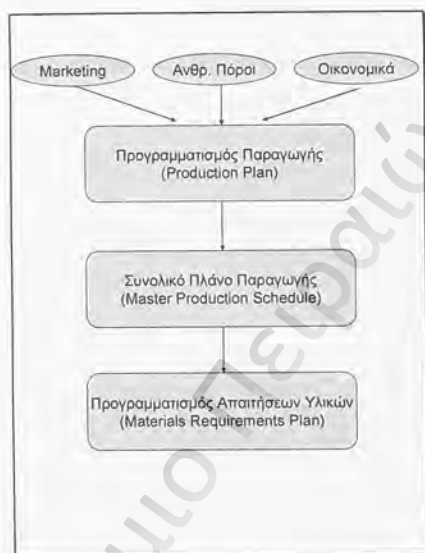 Marketing
Ανθρ. Πόροι
Οικονομικά
Προγραμματισμός Παραγωγής
(Production Plan)
Συνολικό Πλάνο Παραγωγής
(Master Production Schedule)
Προγραμματισμός Απαιτήσεων Υλικών
(Materials Requirements Plan)